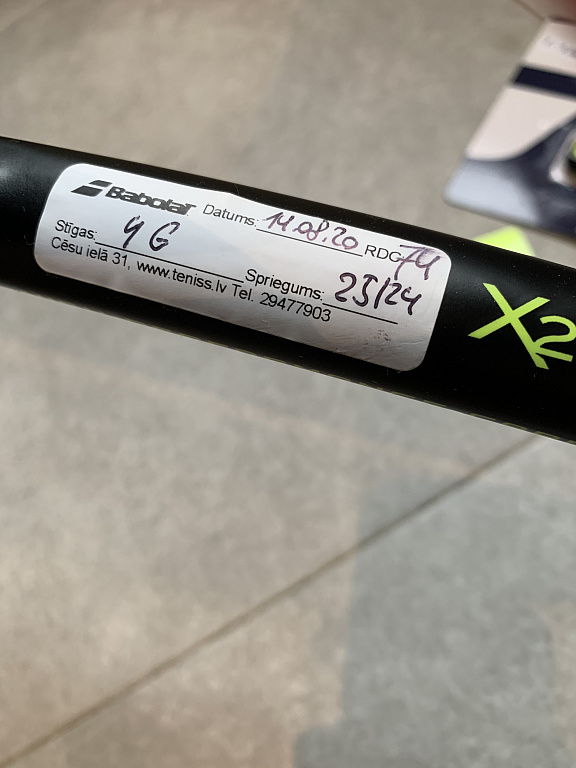 Babolat Datums: 14.08.20 RDC 74
Stīgas: 4G Spriegums: 25/24
Cēsu ielā 31, www.teniss.lv Tel. 29477903
X2